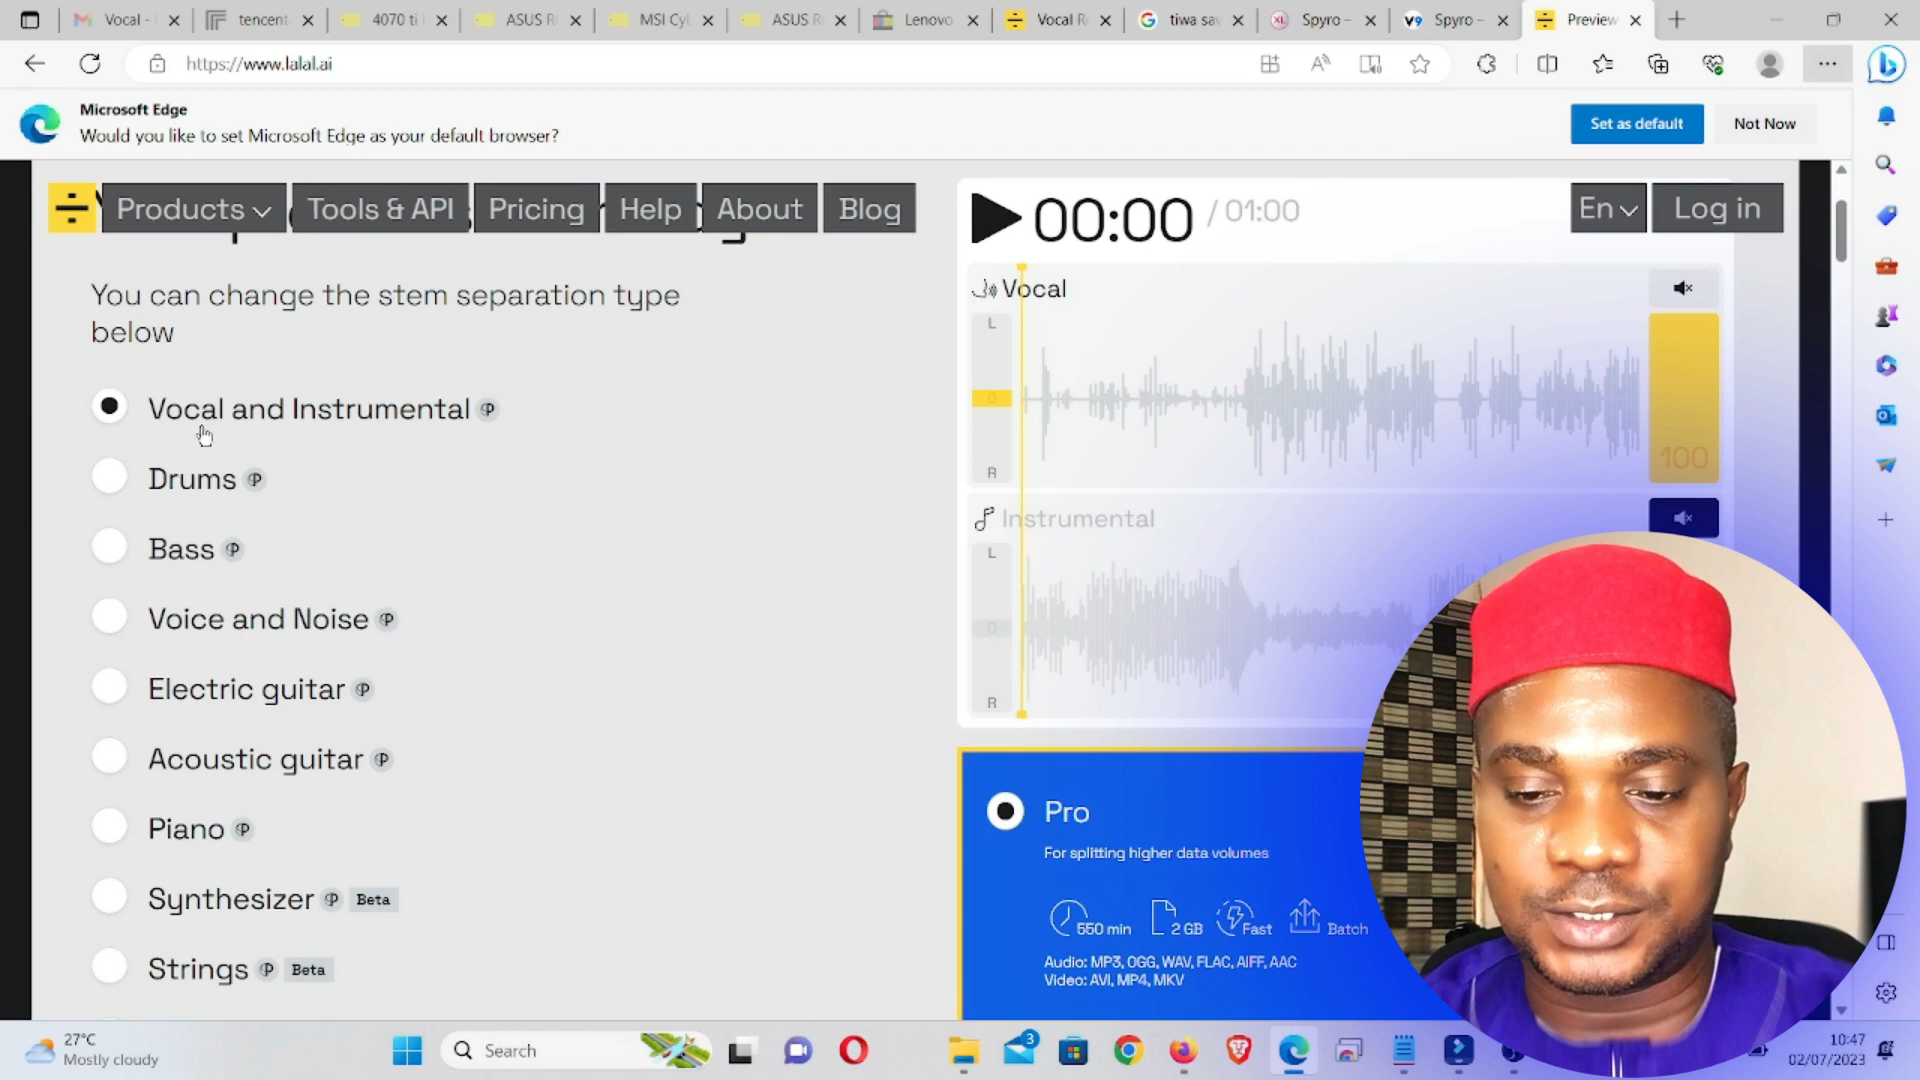 Vocal -
tencent
4070 ti
ASUS R
MSI Cyl
ASUS R
Lenovo
Vocal R
tiwa sav
Spyro –
Spyro –
Preview
https://www.lalal.ai
Microsoft Edge
Would you like to set Microsoft Edge as your default browser?
Set as default
Not Now
Products
Tools & API
Pricing
Help
About
Blog
En
Log in
00:00 / 01:00
You can change the stem separation type
below
Vocal and Instrumental
Drums
Bass
Voice and Noise
Electric guitar
Acoustic guitar
Piano
Synthesizer Beta
Strings Beta
Vocal
L
0
R
100
Instrumental
L
0
R
Pro
For splitting higher data volumes
550 min
2 GB
Fast
Batch
Audio: MP3, OGG, WAV, FLAC, AIFF, AAC
Video: AVI, MP4, MKV
27°C
Mostly cloudy
Search
3
10:47
02/07/2023